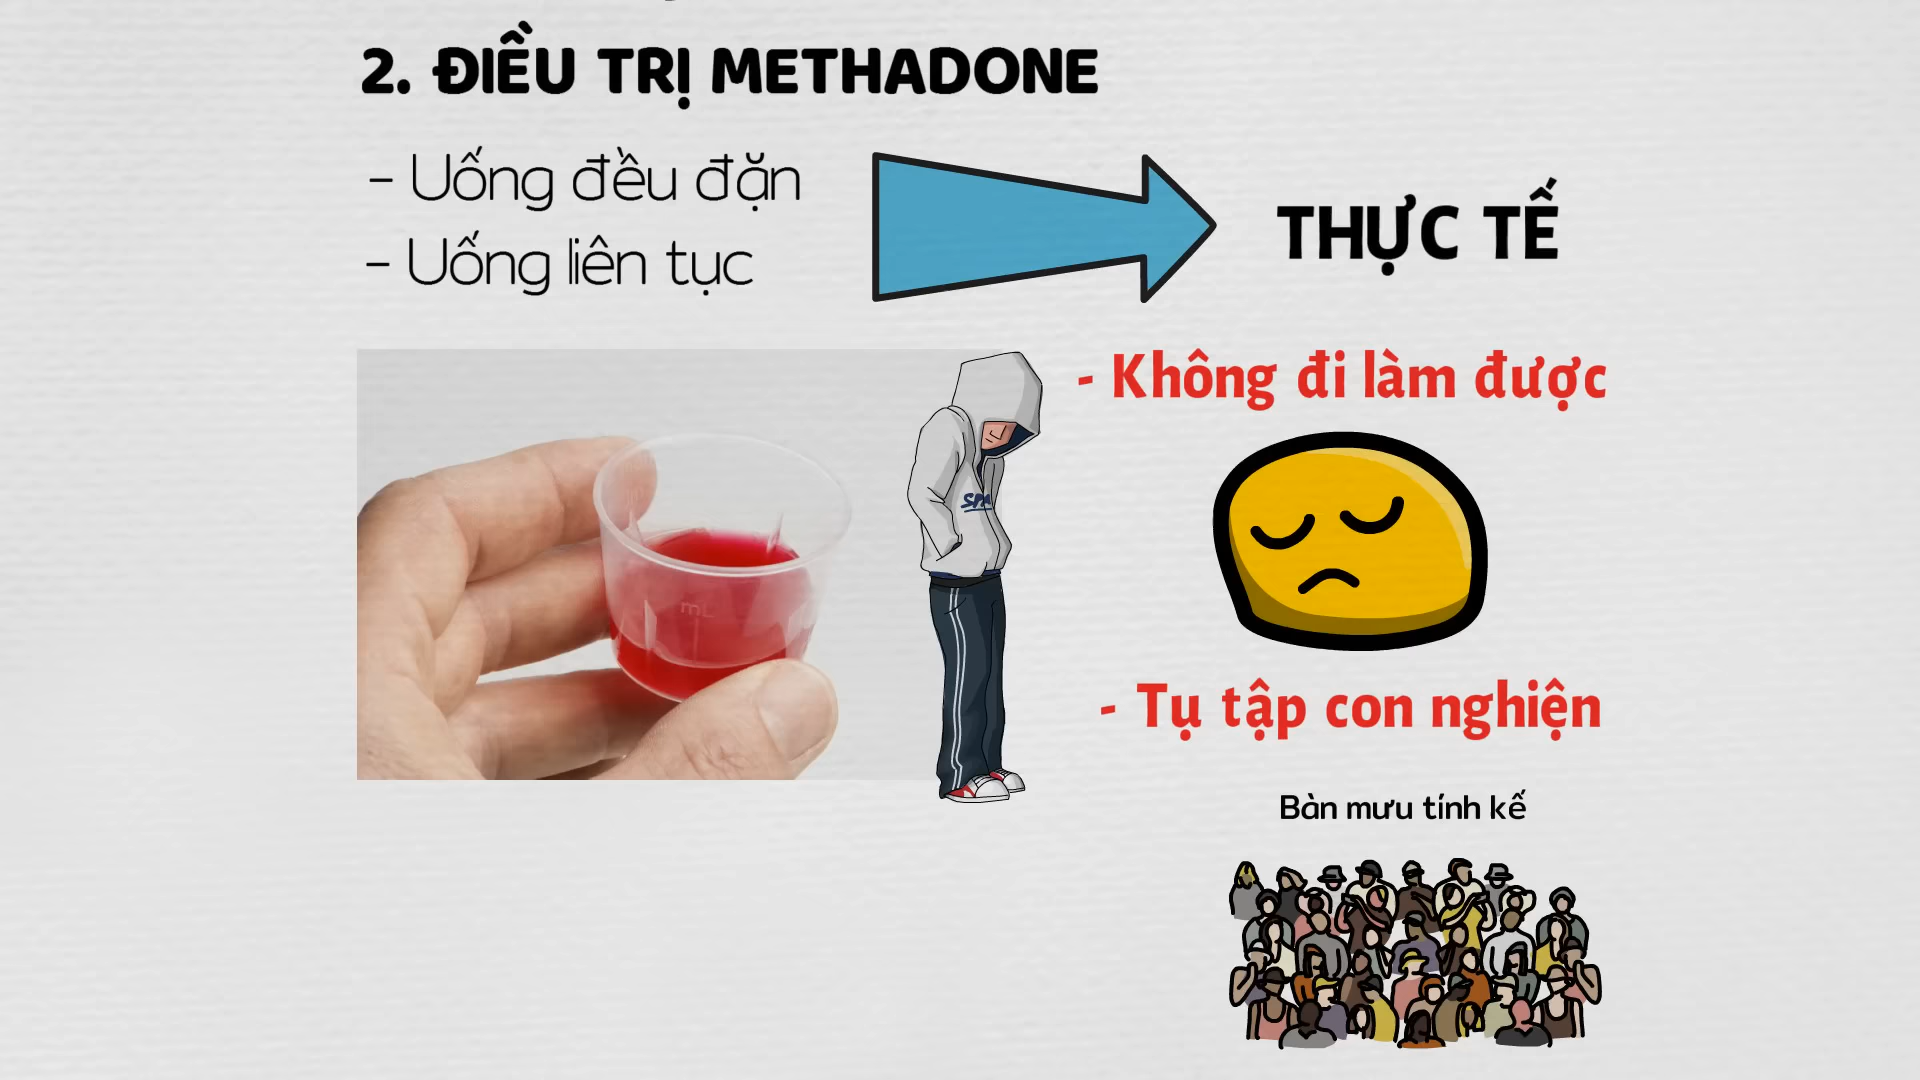 2. ĐIỀU TRỊ METHADONE
- Uống đều đặn
- Uống liên tục
THỰC TẾ
- Không đi làm được
mL
- Tụ tập con nghiện
Bàn mưu tính kế